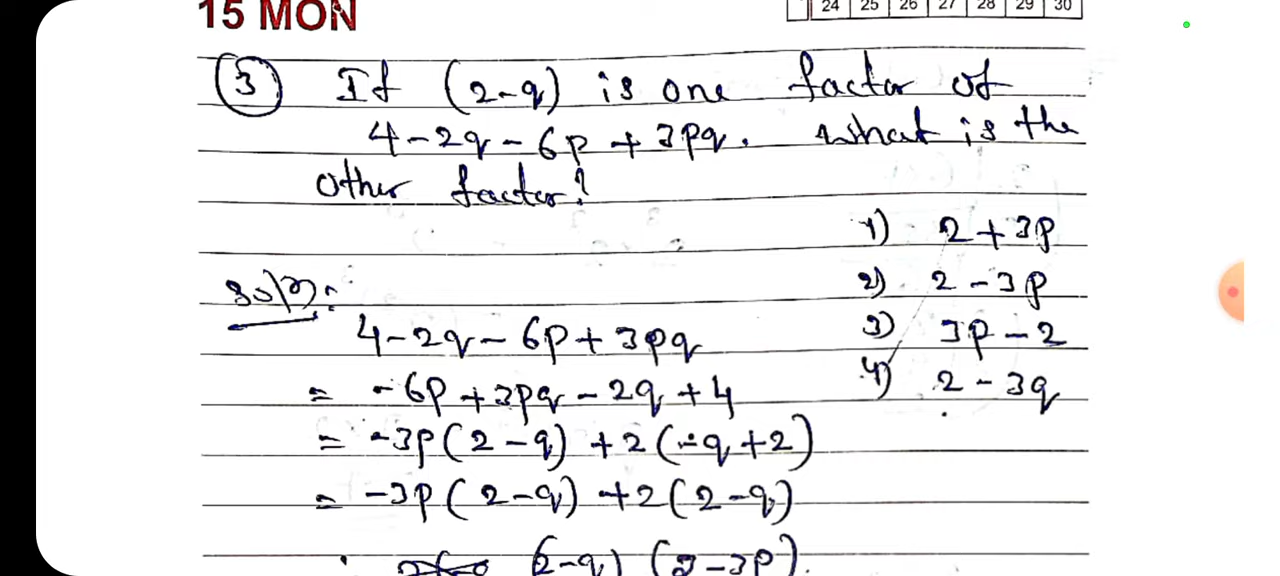 15 MON
24 25 26 27 28 29 30
3 If (2-q) is one factor of
4-2q-6p+3pq. What is the
other factor?
1) 2+3p
2) 2-3p
3) 3p-2
4) 2-3q
Soln:
4-2q-6p+3pq
= -6p+3pq-2q+4
= -3p(2-q)+2(-q+2)
= -3p(2-q)+2(2-q)
(2-q) (2-3p).